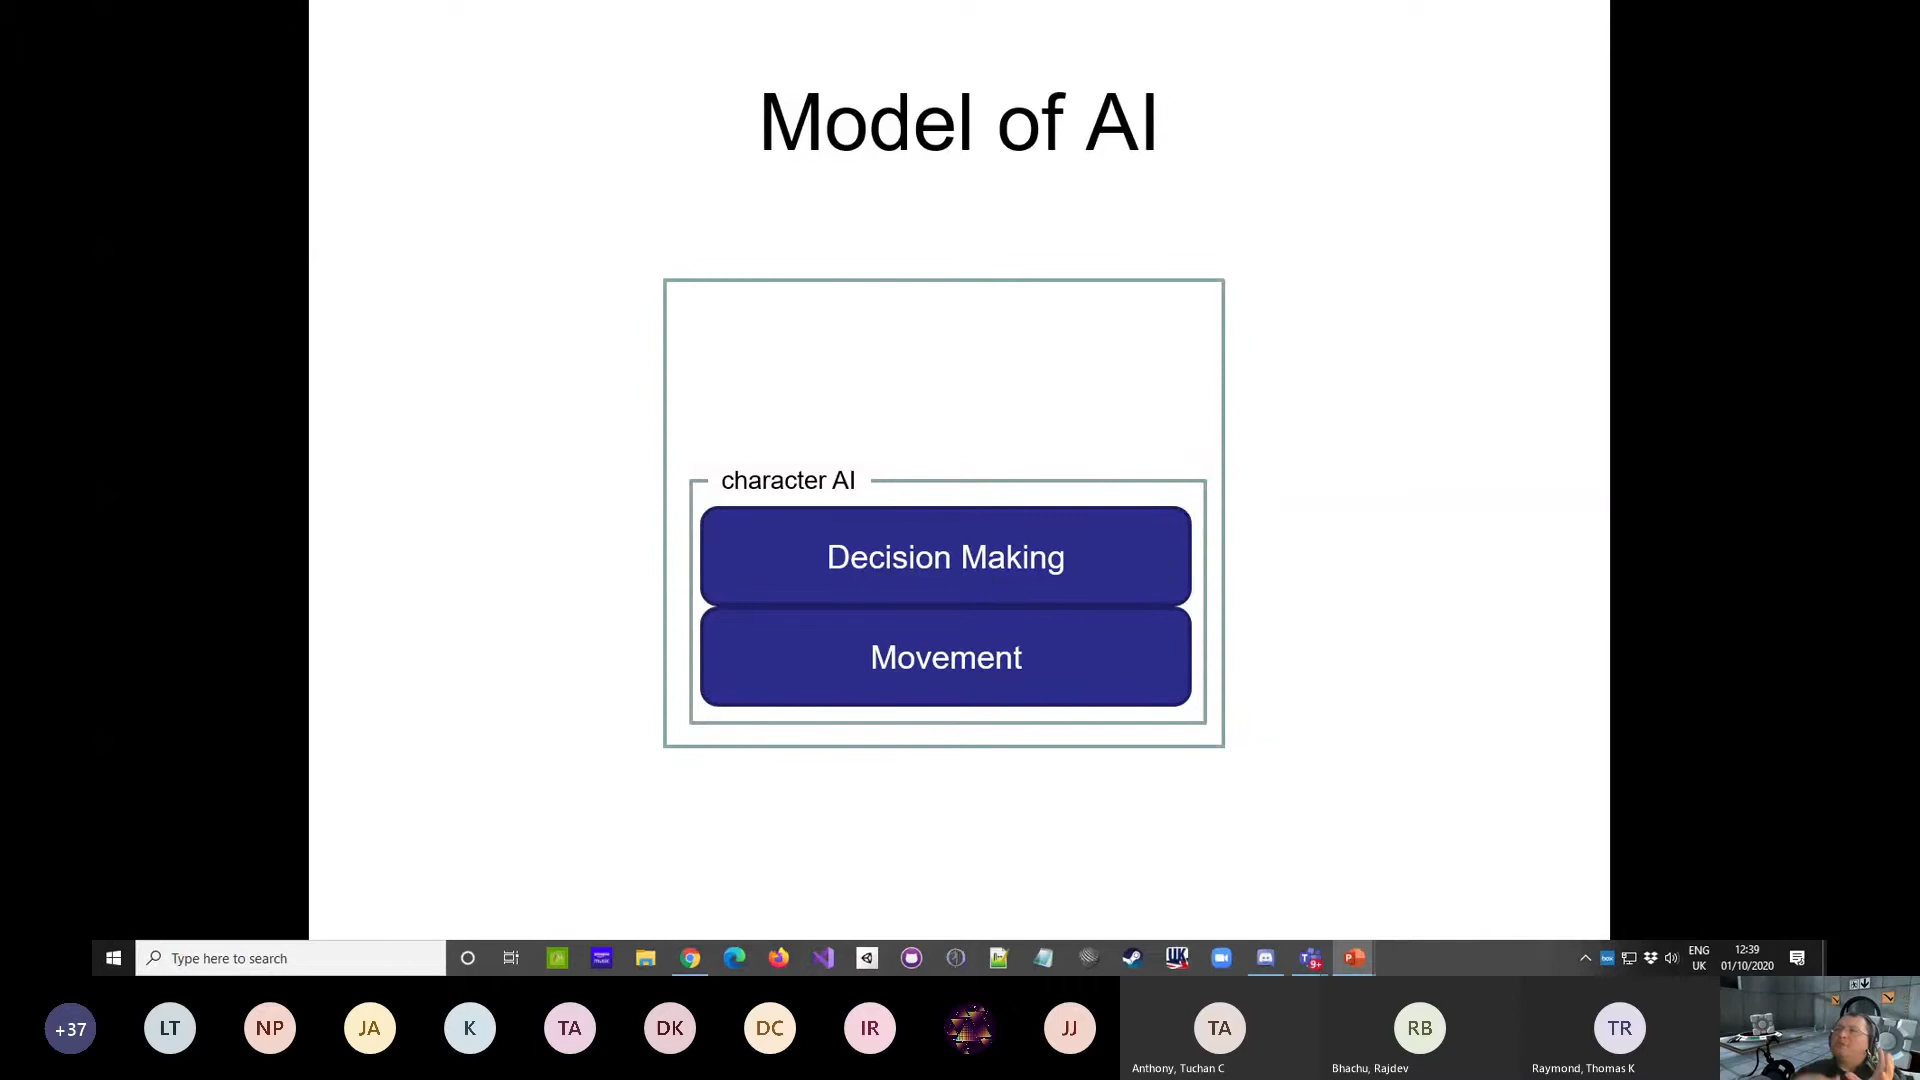 Model of AI
character AI
Decision Making
Movement
Type here to search
ENG
UK
12:39
01/10/2020
+37
LT
NP
JA
K
TA
DK
DC
IR
JJ
TA
RB
TR
Anthony, Tuchan C
Bhachu, Rajdev
Raymond, Thomas K